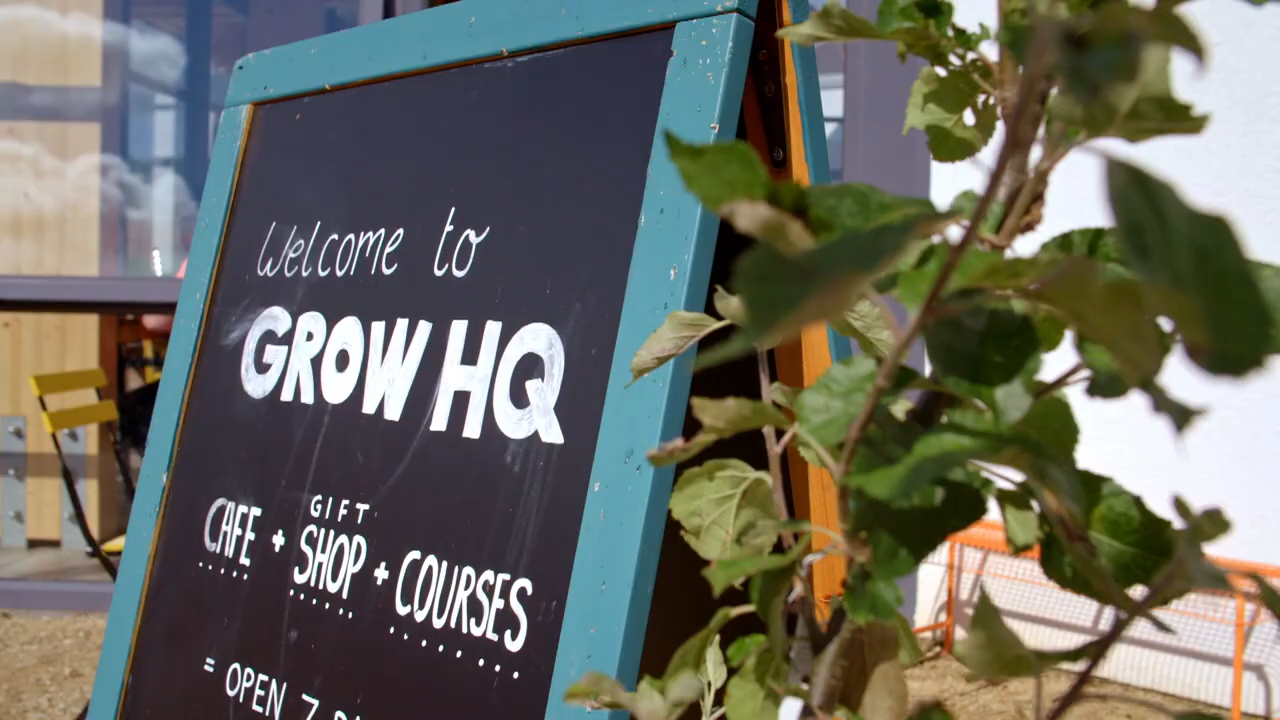 Welcome to
GROW HQ
GIFT
CAFE + SHOP + COURSES
= OPEN 7